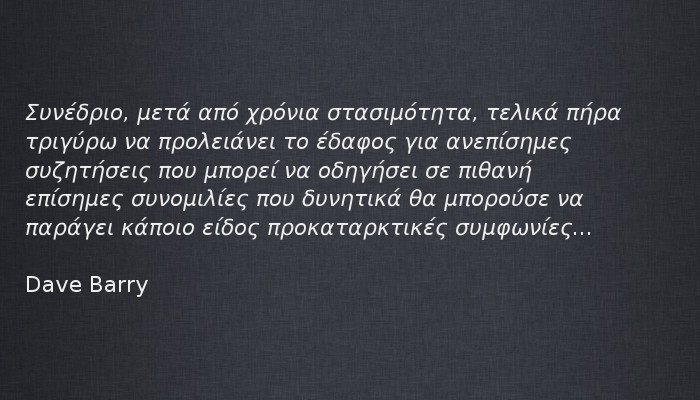 Συνέδριο, μετά από χρόνια στασιμότητα, τελικά πήρα
τριγύρω να προλειάνει το έδαφος για ανεπίσημες
συζητήσεις που μπορεί να οδηγήσει σε πιθανή
επίσημες συνομιλίες που δυνητικά θα μπορούσε να
παράγει κάποιο είδος προκαταρκτικές συμφωνίες...
Dave Barry